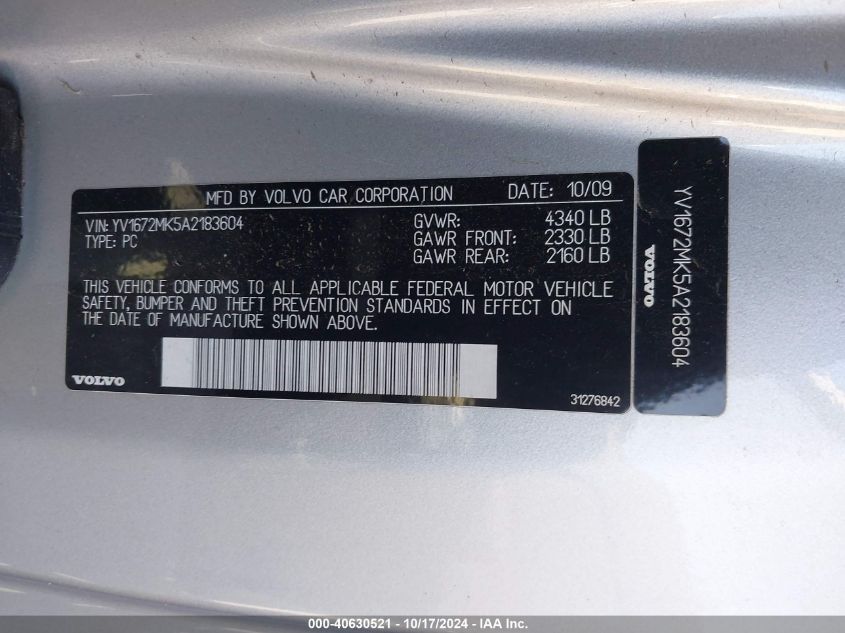 MFD BY VOLVO CAR CORPORATION DATE: 10/09
VIN: YV1672MK5A2183604 GVWR: 4340 LB
TYPE: PC GAWR FRONT: 2330 LB
GAWR REAR: 2160 LB
THIS VEHICLE CONFORMS TO ALL APPLICABLE FEDERAL MOTOR VEHICLE
SAFETY, BUMPER AND THEFT PREVENTION STANDARDS IN EFFECT ON
THE DATE OF MANUFACTURE SHOWN ABOVE.
VOLVO
31276842
YV1672MK5A2183604
VOLVO
000-40630521 - 10/17/2024 - IAA Inc.